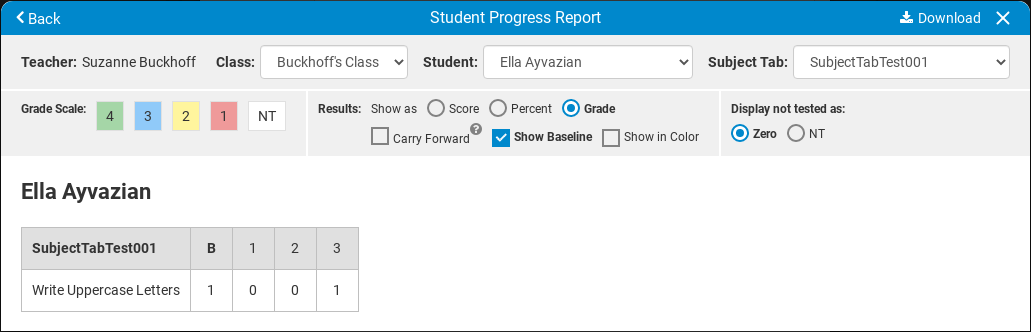 Back Student Progress Report Download
Teacher: Suzanne Buckhoff Class: Buckhoff's Class Student: Ella Ayvazian Subject Tab: SubjectTabTest001
Grade Scale: 4 3 2 1 NT
Results: Show as Score Percent Grade
Carry Forward ? Show Baseline Show in Color
Display not tested as:
Zero NT
Ella Ayvazian
SubjectTabTest001 B 1 2 3
Write Uppercase Letters 1 0 0 1